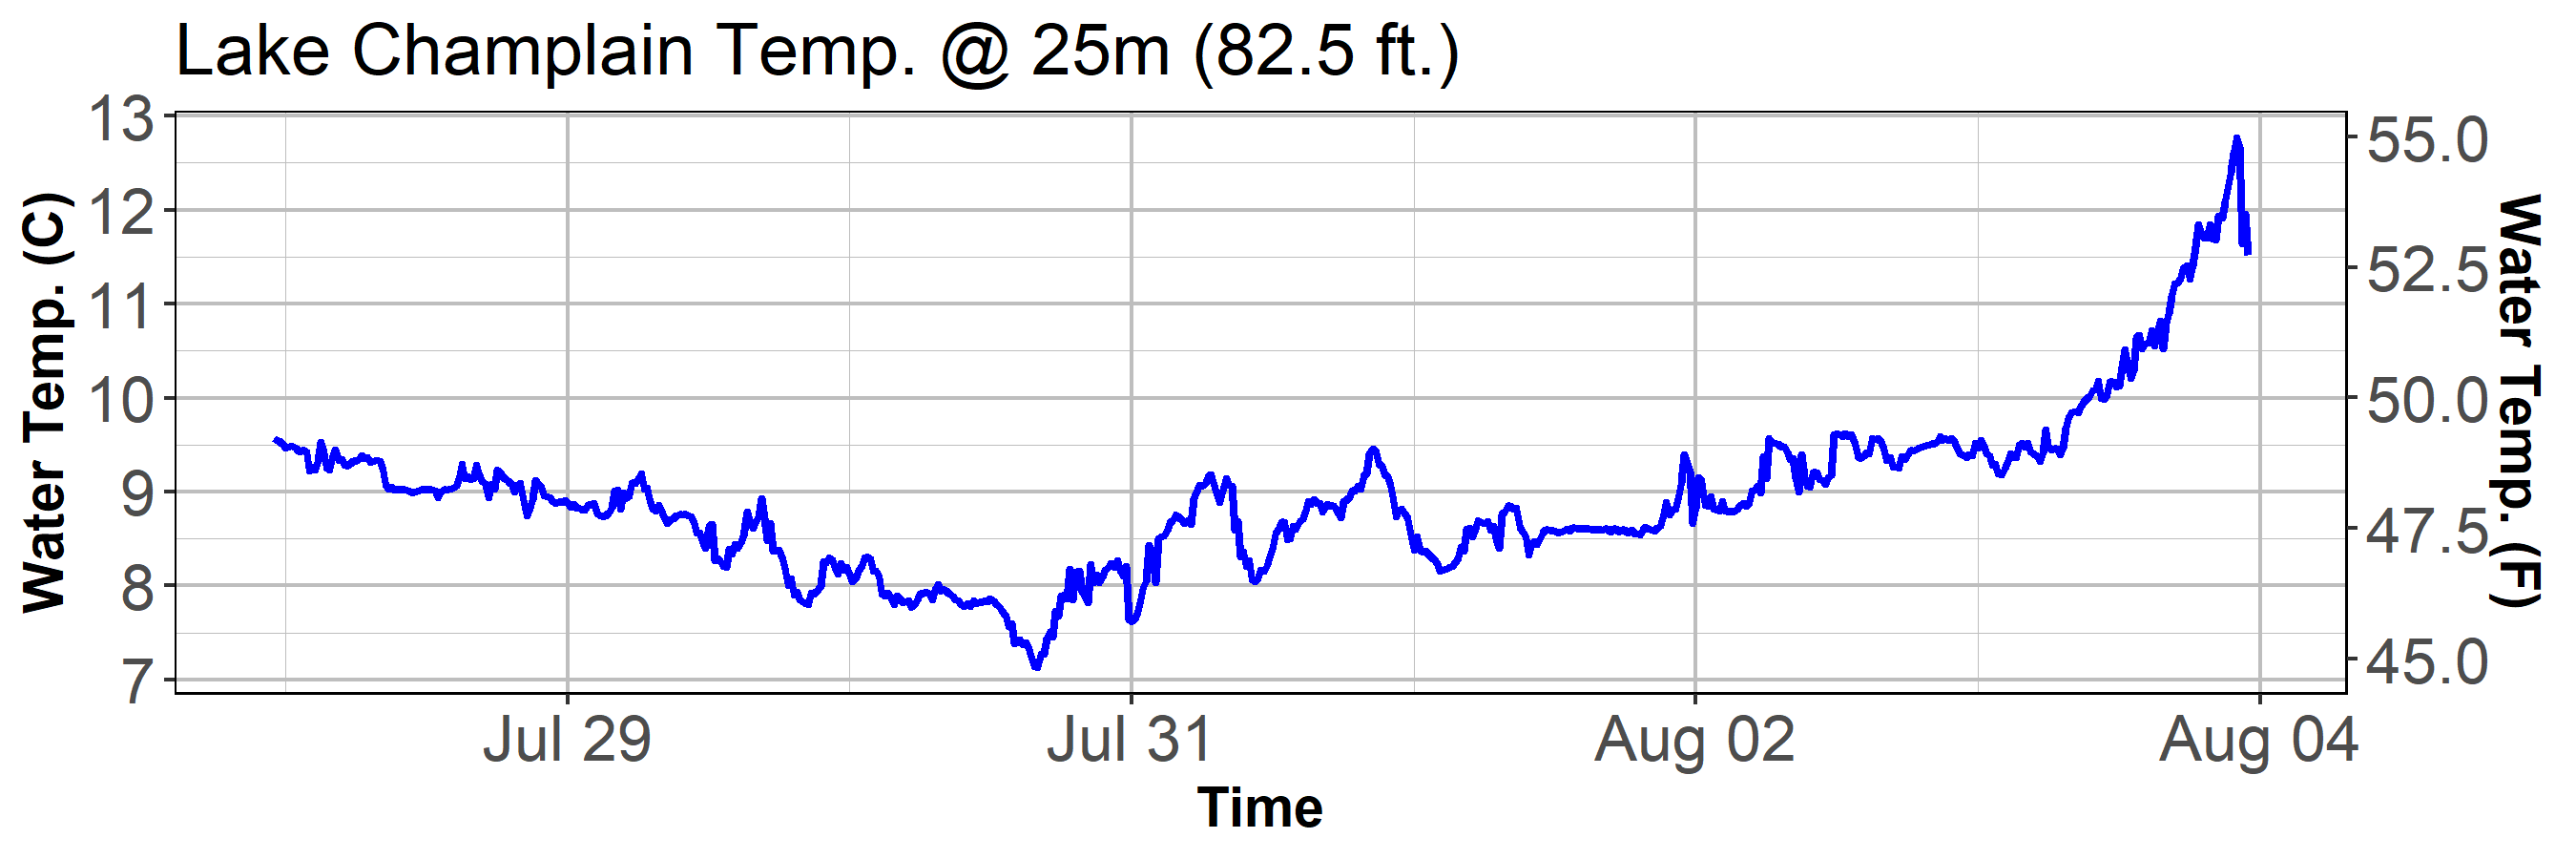 Lake Champlain Temp. @ 25m (82.5 ft.)
13
12
11
10
9
8
7
Water Temp. (C)
55.0
52.5
50.0
47.5
45.0
Water Temp. (F)
Jul 29
Jul 31
Aug 02
Aug 04
Time